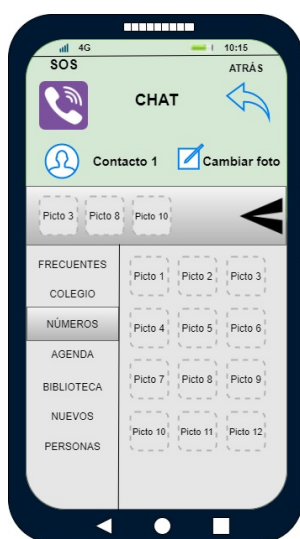 4G 10:15
SOS ATRÁS
CHAT
Contacto 1 Cambiar foto
Picto 3 Picto 8 Picto 10
FRECUENTES
COLEGIO
NÚMEROS
AGENDA
BIBLIOTECA
NUEVOS
PERSONAS
Picto 1 Picto 2 Picto 3
Picto 4 Picto 5 Picto 6
Picto 7 Picto 8 Picto 9
Picto 10 Picto 11 Picto 12